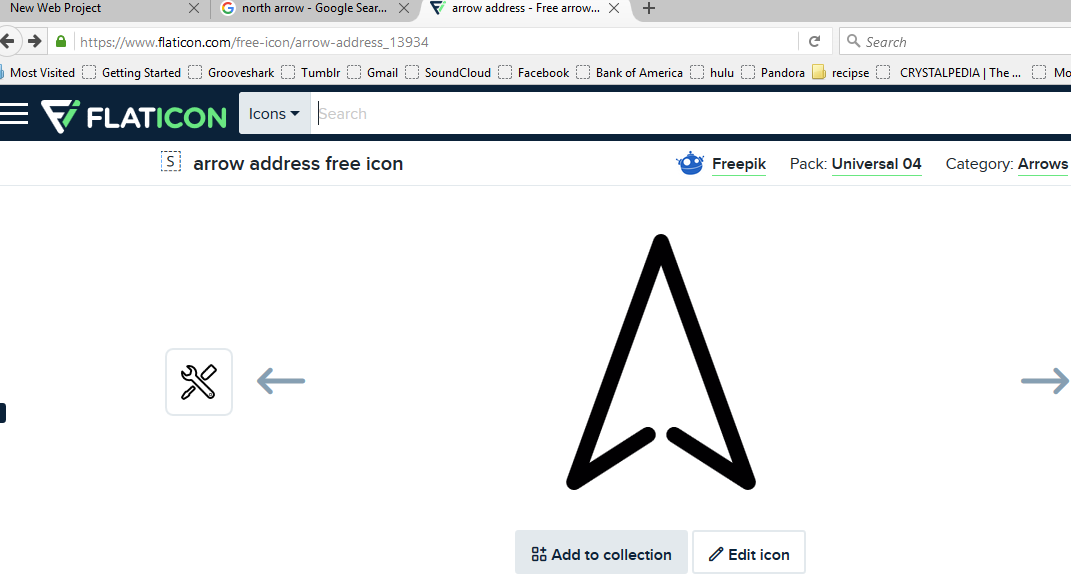 New Web Project
north arrow - Google Sear...
arrow address - Free arrow...
https://www.flaticon.com/free-icon/arrow-address_13934
Search
Most Visited Getting Started Grooveshark Tumblr Gmail SoundCloud Facebook Bank of America hulu Pandora recipse CRYSTALPEDIA | The ... Mo
FLATICON Icons Search
S arrow address free icon Freepik Pack: Universal 04 Category: Arrows
Add to collection Edit icon